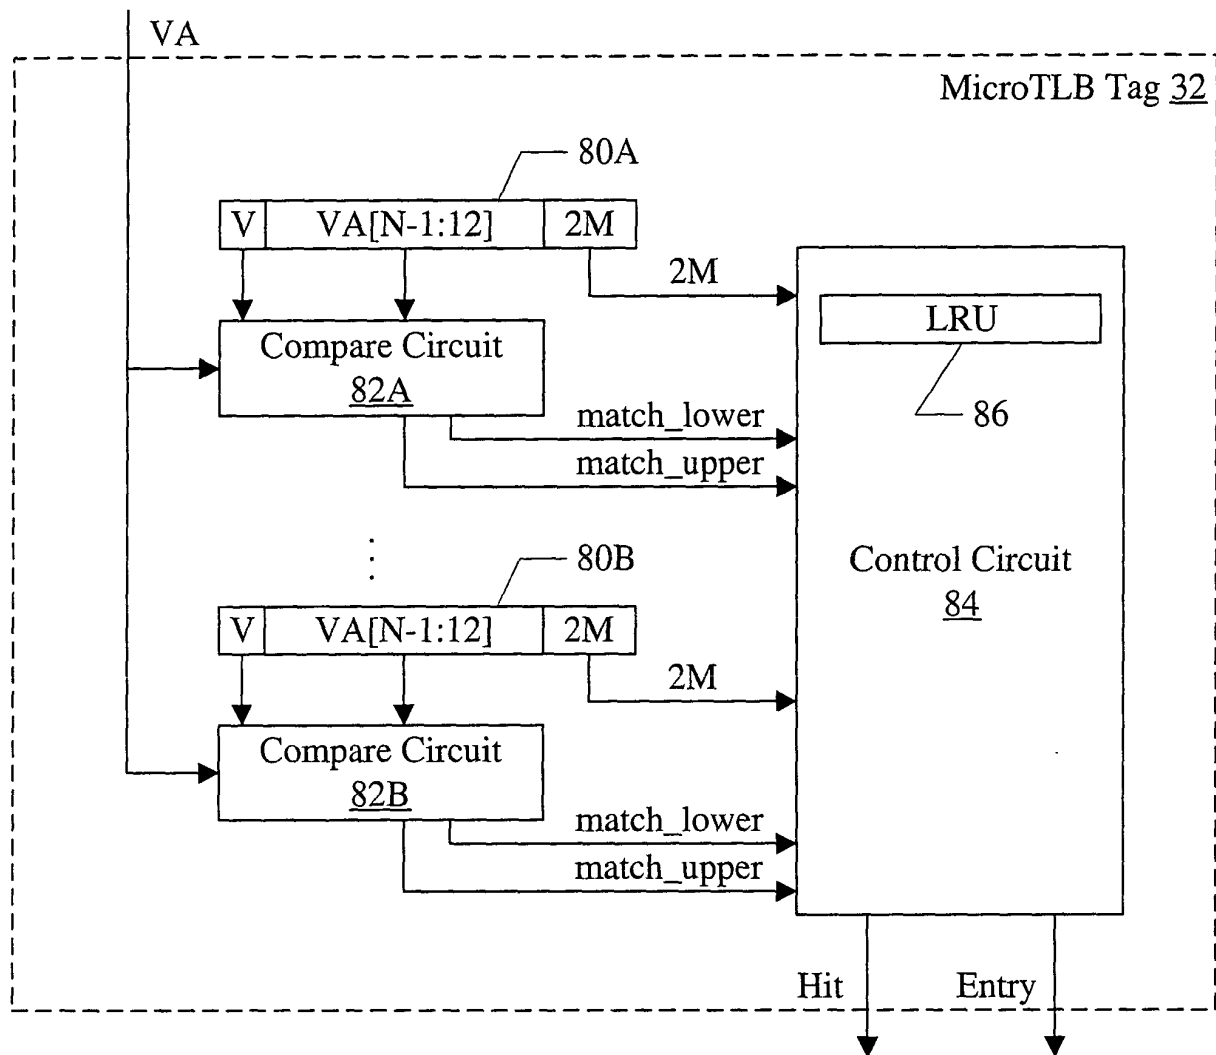 VA
MicroTLB Tag 32
80A
V VA[N-1:12] 2M
2M
LRU
Compare Circuit
82A
86
match_lower
match_upper
80B
Control Circuit
84
V VA[N-1:12] 2M
2M
Compare Circuit
82B
match_lower
match_upper
Hit Entry